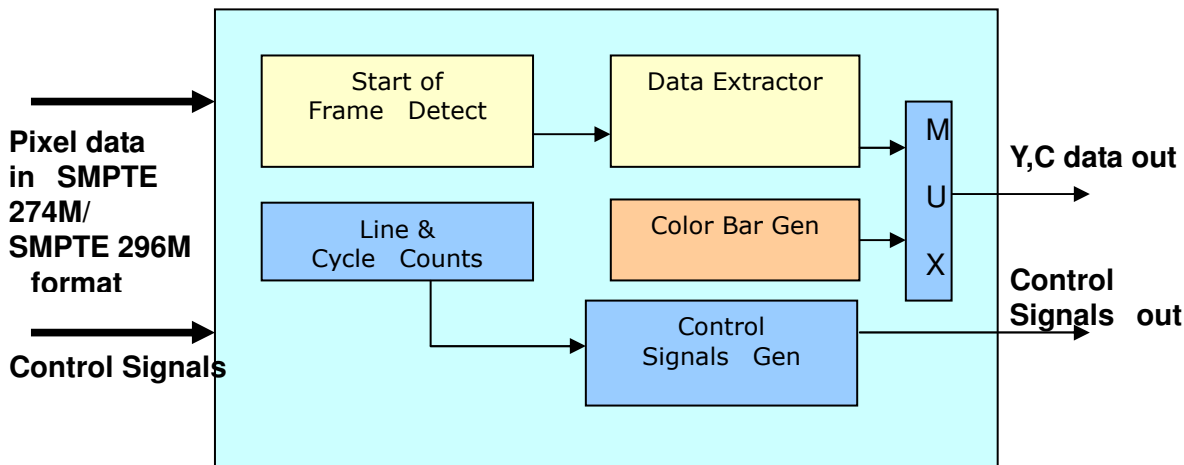 Pixel data
in SMPTE
274M/
SMPTE 296M
format
Control Signals
Start of
Frame Detect
Data Extractor
Line &
Cycle Counts
Color Bar Gen
Control
Signals Gen
M
U
X
Y,C data out
Control
Signals out